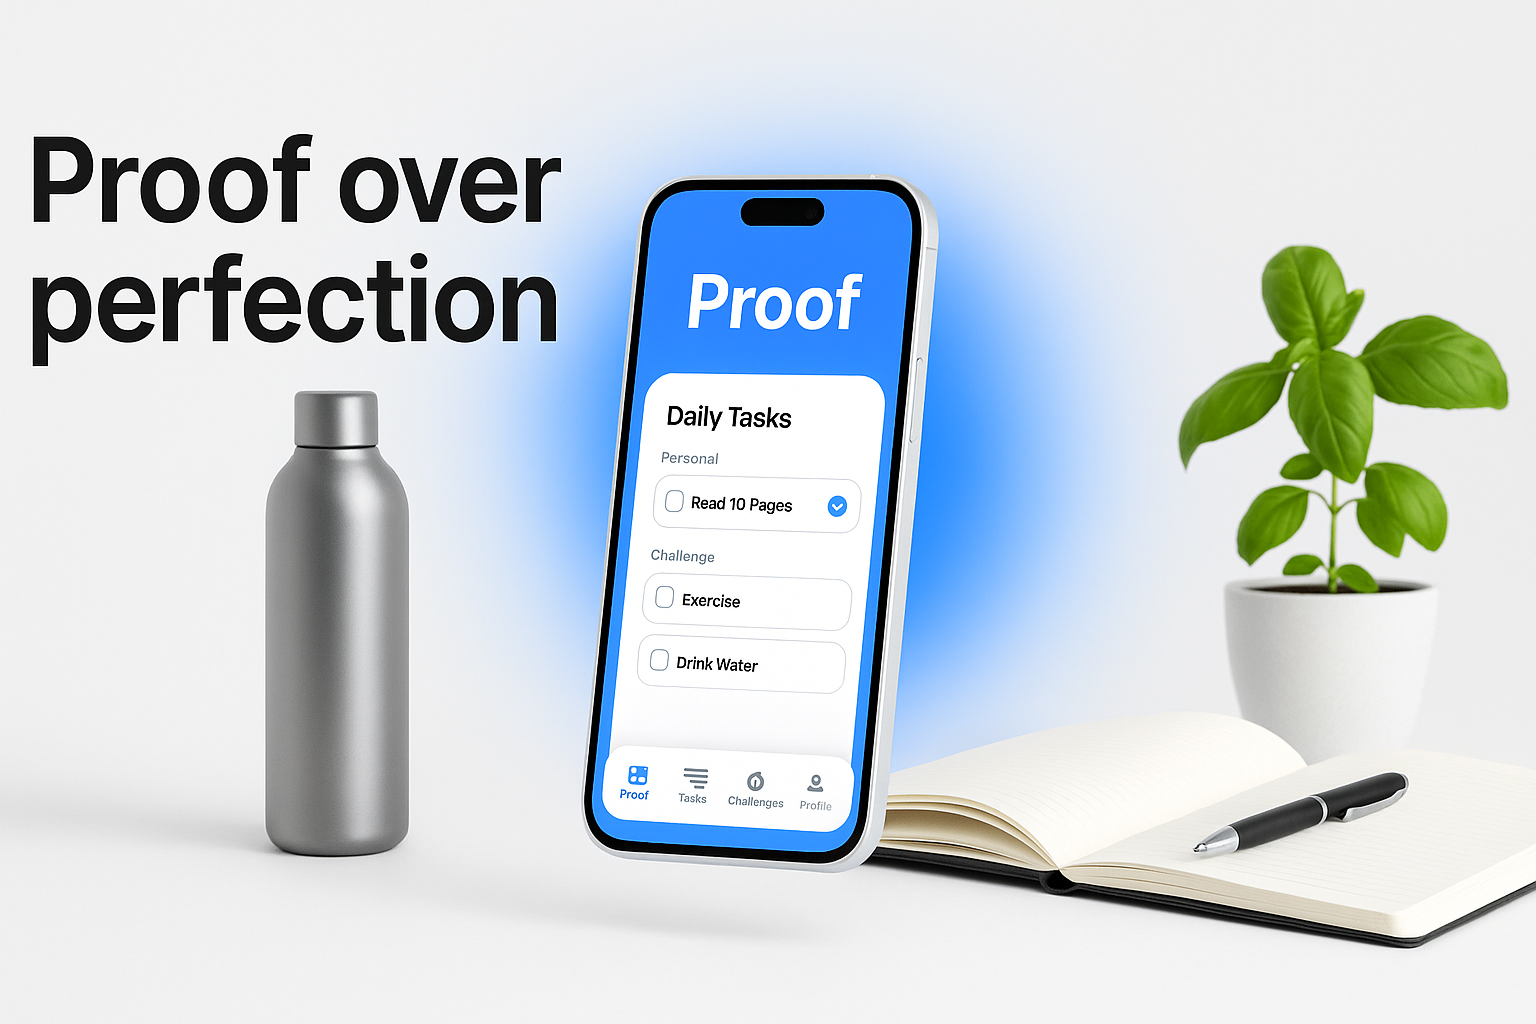 Proof over
perfection
Proof
Daily Tasks
Personal
Read 10 Pages
Challenge
Exercise
Drink Water
Proof
Tasks
Challenges
Profile